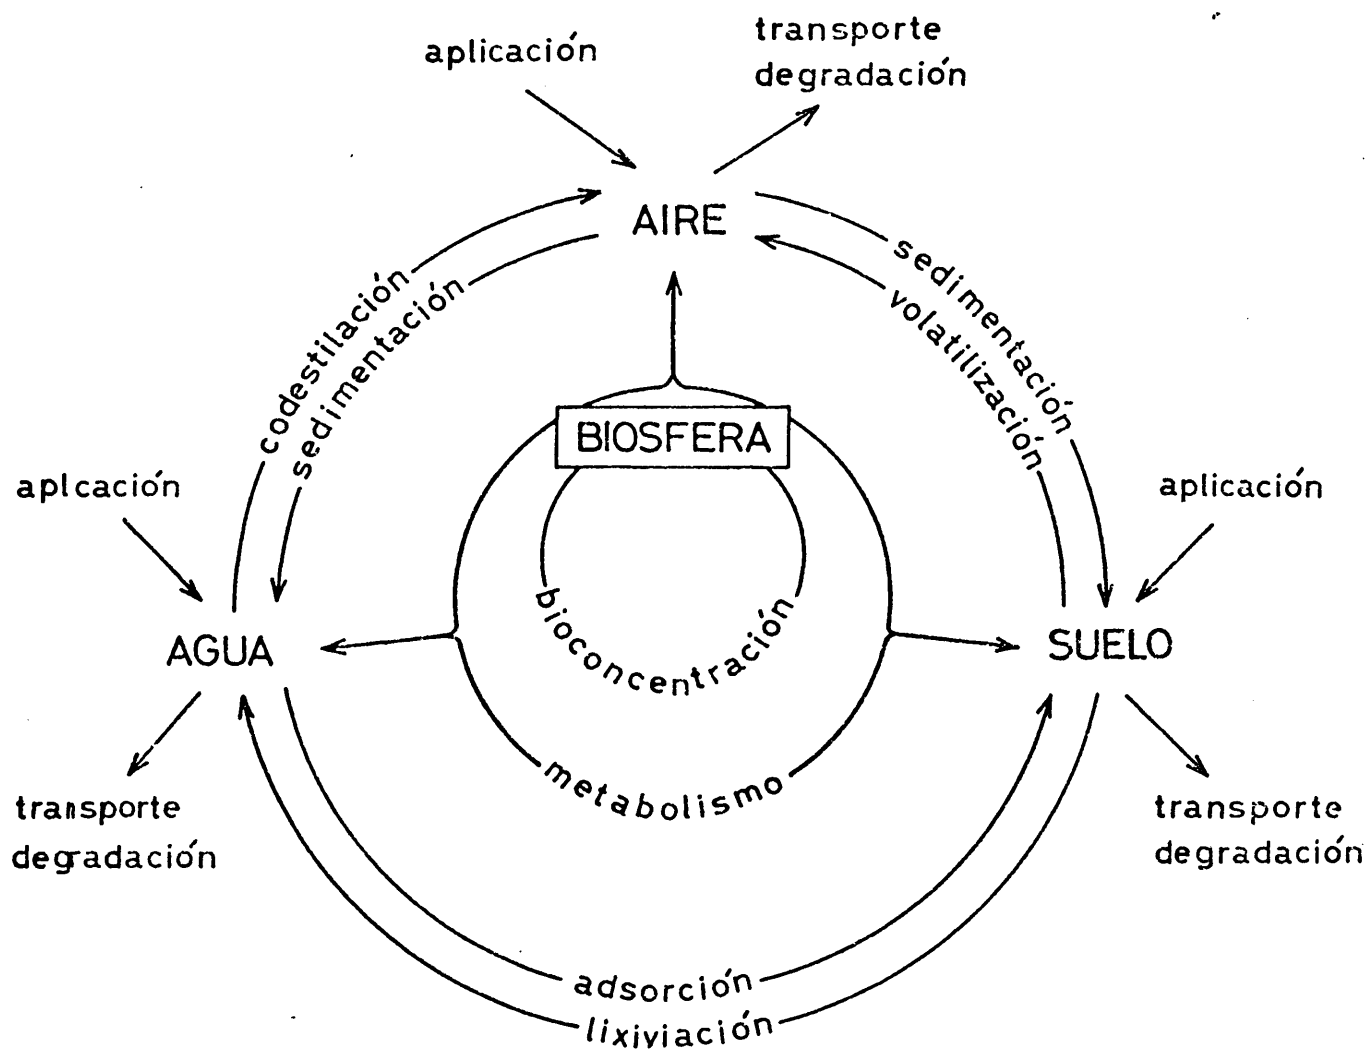 aplicación
transporte
degradación
AIRE
codestilación
sedimentación
sedimentación
volatilización
BIOSFERA
aplcación
aplicación
bioconcentración
AGUA
SUELO
metabolismo
transporte
degradación
transporte
degradación
adsorción
lixiviación